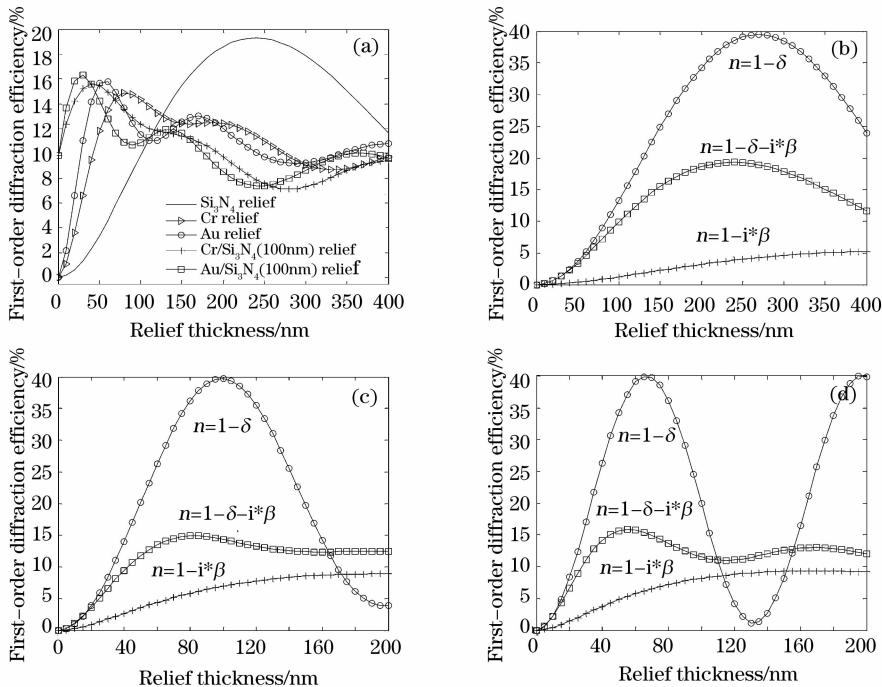 First-order diffraction efficiency/%
20
18
16
14
12
10
8
6
4
2
0
(a)
Si₃N₄ relief
Cr relief
Au relief
Cr/Si₃N₄(100nm) relief
Au/Si₃N₄(100nm) relief
0 50 100 150 200 250 300 350 400
Relief thickness/nm
First-order diffraction efficiency/%
40
35
30
25
20
15
10
5
0
(b)
n=1-δ
n=1-δ-i*β
n=1-i*β
0 50 100 150 200 250 300 350 400
Relief thickness/nm
First-order diffraction efficiency/%
40
35
30
25
20
15
10
5
0
(c)
n=1-δ
n=1-δ-i*β
n=1-i*β
0 40 80 120 160 200
Relief thickness/nm
First-order diffraction efficiency/%
40
35
30
25
20
15
10
5
0
(d)
n=1-δ
n=1-δ-i*β
n=1-i*β
0 40 80 120 160 200
Relief thickness/nm